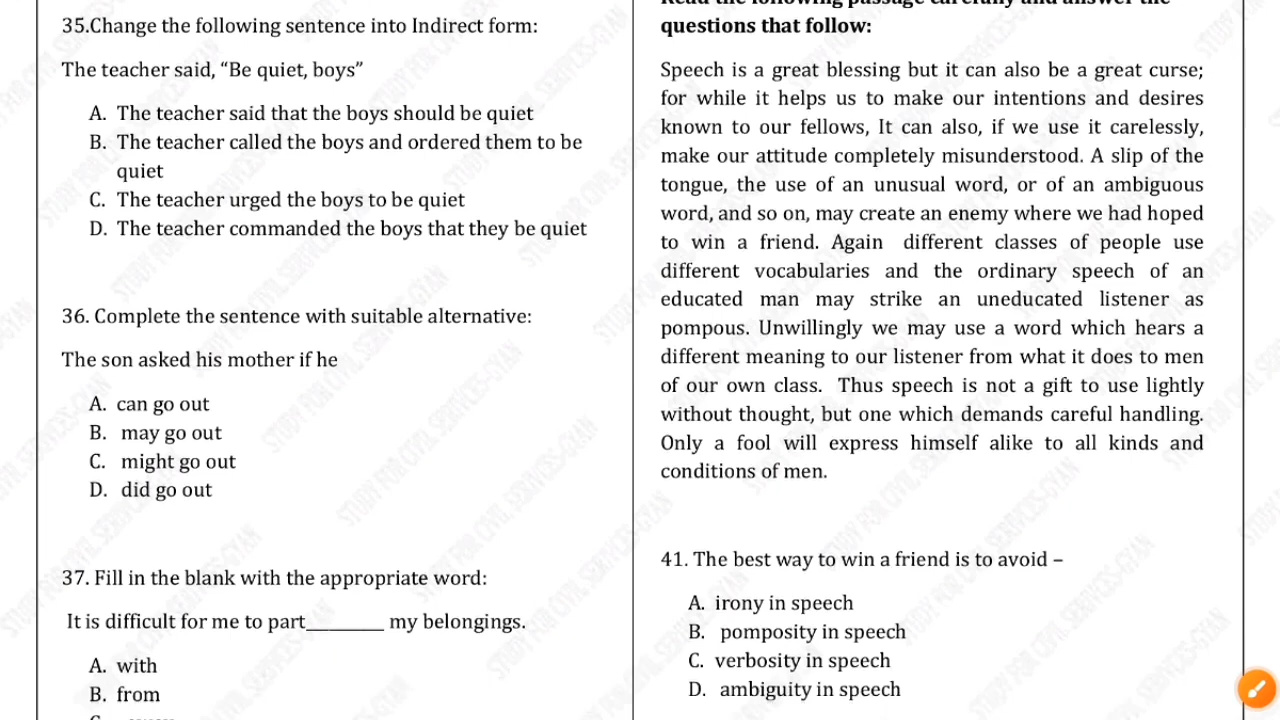 35.Change the following sentence into Indirect form:
The teacher said, “Be quiet, boys”
A. The teacher said that the boys should be quiet
B. The teacher called the boys and ordered them to be
quiet
C. The teacher urged the boys to be quiet
D. The teacher commanded the boys that they be quiet
36. Complete the sentence with suitable alternative:
The son asked his mother if he
A. can go out
B. may go out
C. might go out
D. did go out
37. Fill in the blank with the appropriate word:
It is difficult for me to part________ my belongings.
A. with
B. from
Read the following passage carefully and answer the
questions that follow:
Speech is a great blessing but it can also be a great curse;
for while it helps us to make our intentions and desires
known to our fellows, It can also, if we use it carelessly,
make our attitude completely misunderstood. A slip of the
tongue, the use of an unusual word, or of an ambiguous
word, and so on, may create an enemy where we had hoped
to win a friend. Again different classes of people use
different vocabularies and the ordinary speech of an
educated man may strike an uneducated listener as
pompous. Unwillingly we may use a word which hears a
different meaning to our listener from what it does to men
of our own class. Thus speech is not a gift to use lightly
without thought, but one which demands careful handling.
Only a fool will express himself alike to all kinds and
conditions of men.
41. The best way to win a friend is to avoid –
A. irony in speech
B. pomposity in speech
C. verbosity in speech
D. ambiguity in speech
STUDY FOR CIVIL SERVICES-GYAN